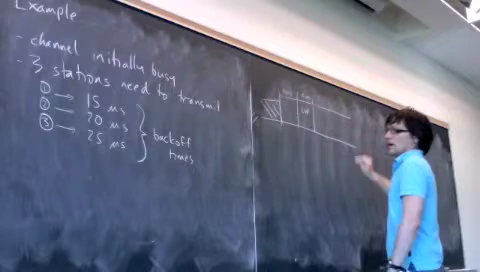 Example
- channel initially busy
- 3 stations need to transmit
① → 15 ms
② → 20 ms
③ → 25 ms
backoff
times